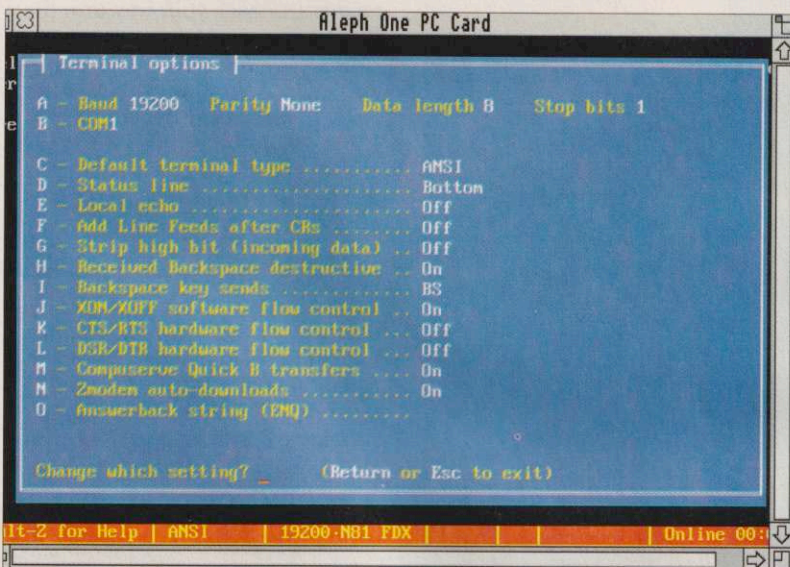 Aleph One PC Card
Terminal options
A - Baud 19200 Parity None Data length 8 Stop bits 1
B - COM1
C - Default terminal type ........... ANSI
D - Status line ..................... Bottom
E - Local echo ...................... Off
F - Add Line Feeds after CRs ........ Off
G - Strip high bit (incoming data) .. Off
H - Received Backspace destructive .. On
I - Backspace key sends ............. BS
J - XON/XOFF software flow control ... On
K - CTS/RTS hardware flow control ... Off
L - DSR/DTR hardware flow control ... Off
M - Compuserve Quick B transfers .... On
N - Zmodem auto-downloads ........... On
O - Answerback string (ENQ) .........
Change which setting? _ (Return or Esc to exit)
lt-Z for Help | ANSI | 19200-N81 FDX | | | | Online 00: